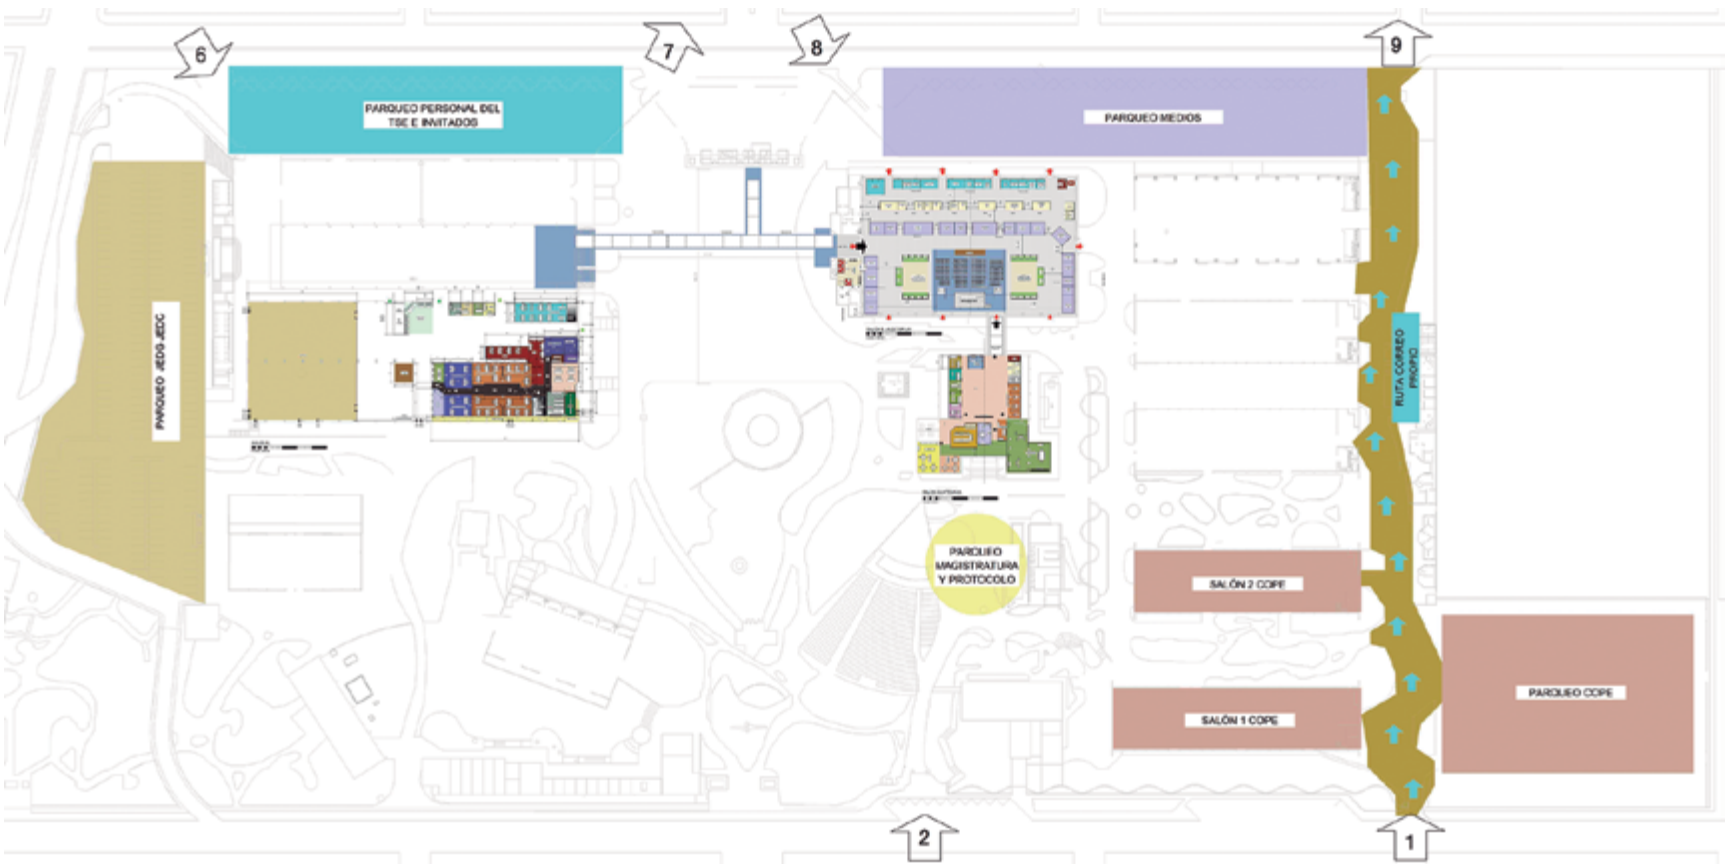 6
7
8
9
PARQUEO PERSONAL DEL
TSE E INVITADOS
PARQUEO MEDIOS
PARQUEO JEDG-JEDC
RUTA CORREO
PROPIO
PARQUEO
MAGISTRATURA
Y PROTOCOLO
SALÓN 2 COPE
SALÓN 1 COPE
PARQUEO COPE
2
1